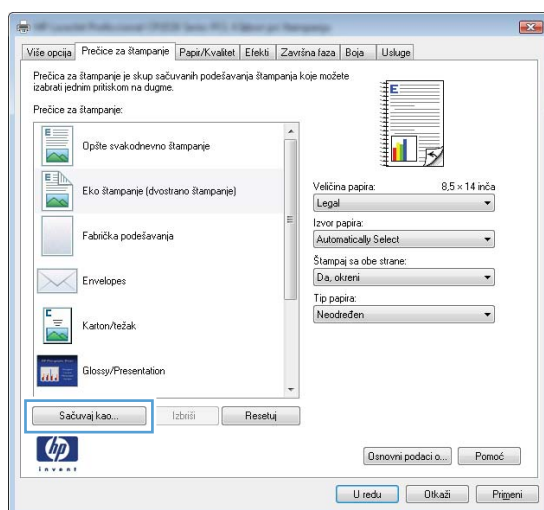 Više opcija
Prečice za štampanje
Papir/Kvalitet
Efekti
Završna faza
Boja
Usluge
Prečica za štampanje je skup sačuvanih podešavanja štampanja koje možete
izabrati jednim pritiskom na dugme.
Prečice za štampanje:
Opšte svakodnevno štampanje
Eko štampanje (dvostrano štampanje)
Fabrička podešavanja
Envelopes
Karton/težak
Glossy/Presentation
Sačuvaj kao...
Izbriši
Resetuj
Veličina papira:
8,5 × 14 inča
Legal
Izvor papira:
Automatically Select
Štampaj sa obe strane:
Da, okreni
Tip papira:
Neodređen
hp
invent
Osnovni podaci o...
Pomoć
U redu
Otkaži
Primeni